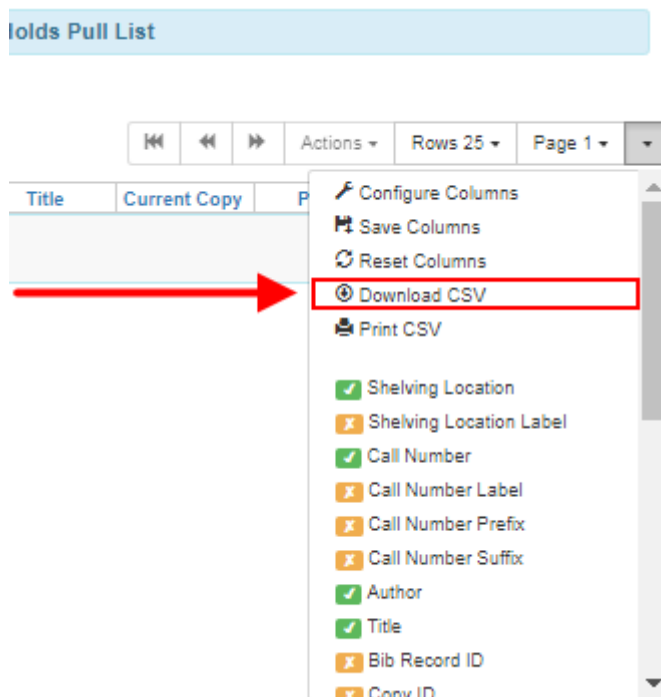 olds Pull List
Actions Rows 25 Page 1
Title Current Copy P
Configure Columns
Save Columns
Reset Columns
Download CSV
Print CSV
Shelving Location
Shelving Location Label
Call Number
Call Number Label
Call Number Prefix
Call Number Suffix
Author
Title
Bib Record ID
Copy ID